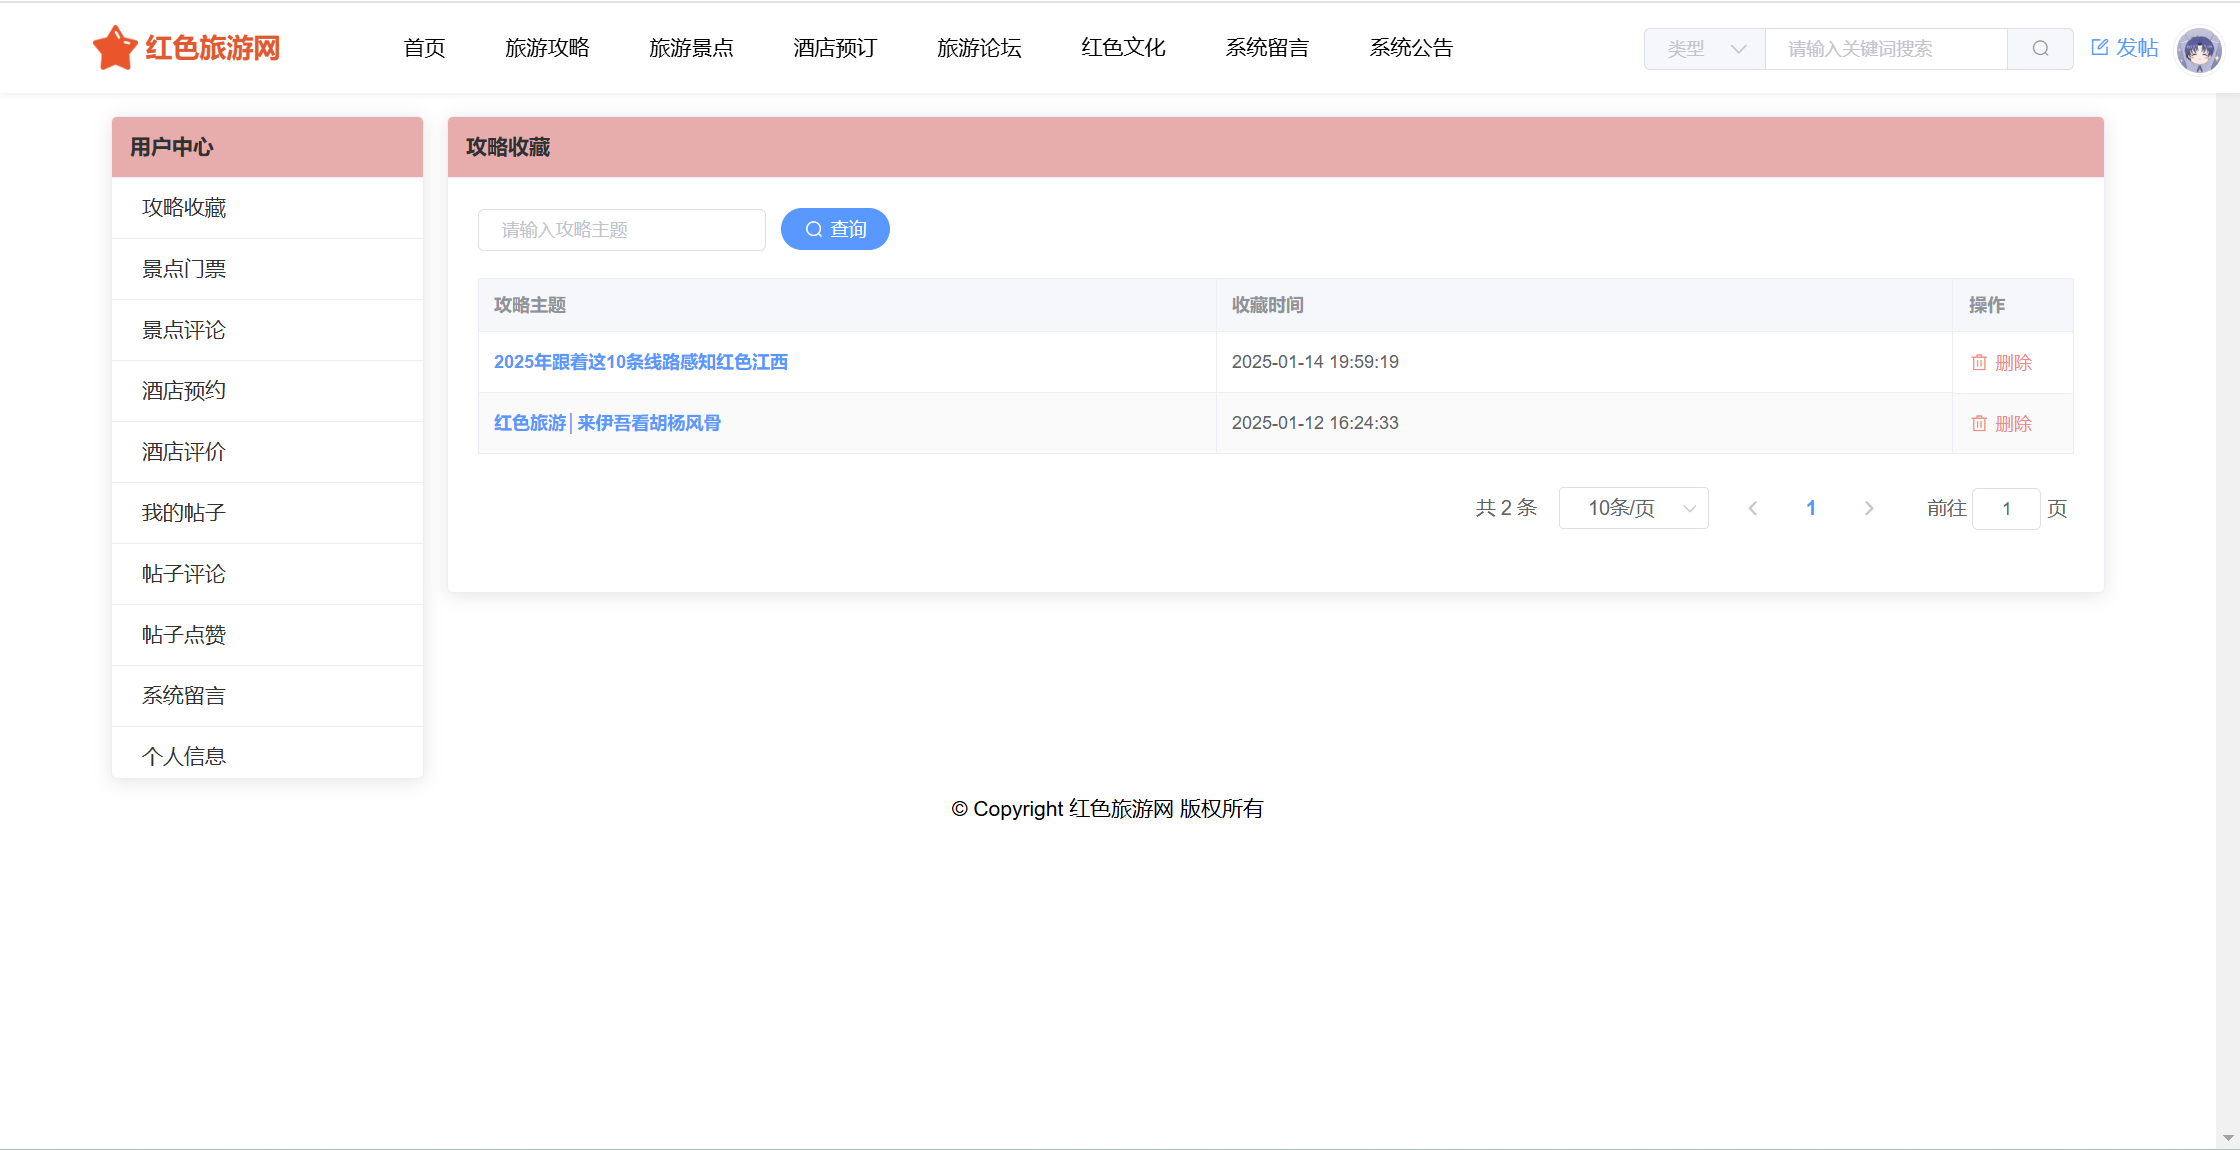 红色旅游网 首页 旅游攻略 旅游景点 酒店预订 旅游论坛 红色文化 系统留言 系统公告 类型 请输入关键词搜索 发帖
用户中心
攻略收藏
景点门票
景点评论
酒店预约
酒店评价
我的帖子
帖子评论
帖子点赞
系统留言
个人信息
攻略收藏
请输入攻略主题 查询
攻略主题 收藏时间 操作
2025年跟着这10条线路感知红色江西 2025-01-14 19:59:19 删除
红色旅游│来伊吾看胡杨风骨 2025-01-12 16:24:33 删除
共 2 条 10条/页 1 前往 1 页
© Copyright 红色旅游网 版权所有